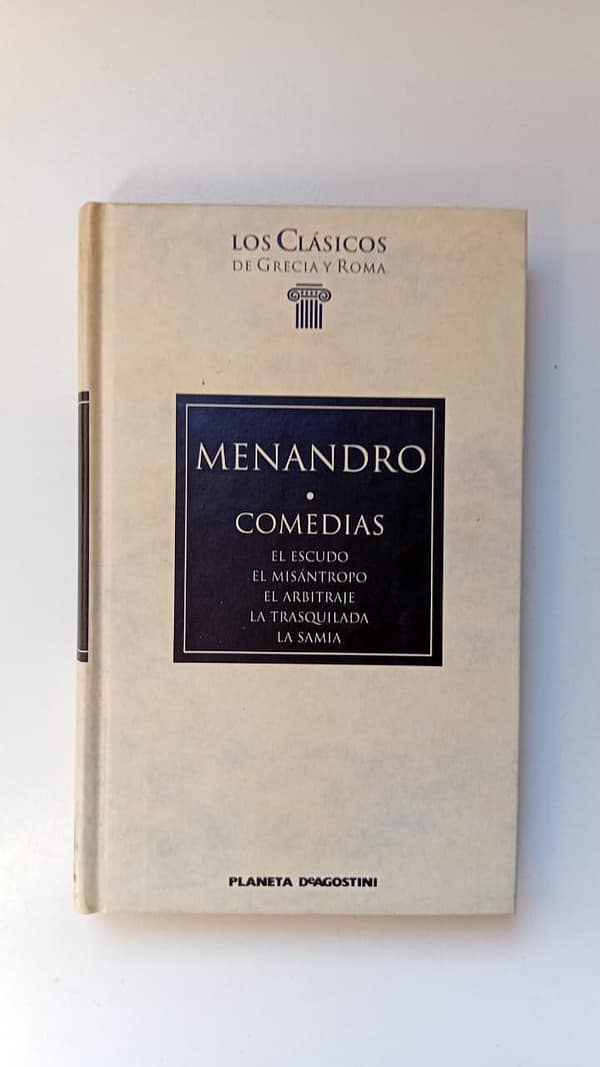 LOS CLÁSICOS
DE GRECIA Y ROMA
MENANDRO
•
COMEDIAS
EL ESCUDO
EL MISÁNTROPO
EL ARBITRAJE
LA TRASQUILADA
LA SAMIA
PLANETA DeAGOSTINI